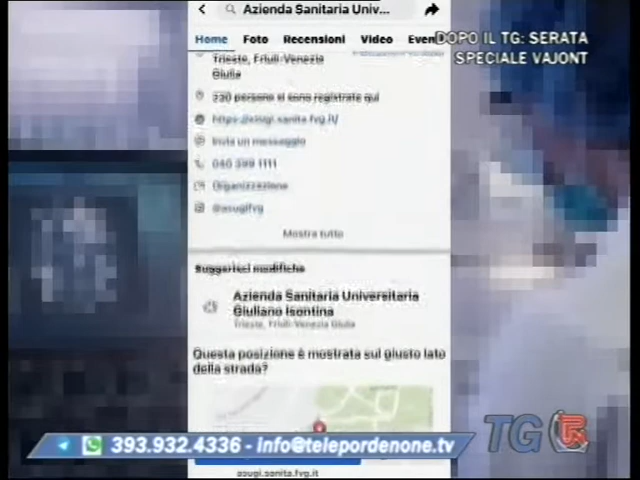 Azienda Sanitaria Univ...
Home Foto Recensioni Video Even
DOPO IL TG: SERATA
SPECIALE VAJONT
Trieste, Friuli-Venezia
Giulia
230 persone si sono registrate qui
https://asugi.sanita.fvg.it/
Invia un messaggio
040 399 1111
Organizzazione
@asugifvg
Mostra tutto
Suggerisci modifiche
Azienda Sanitaria Universitaria
Giuliano Isontina
Trieste, Friuli-Venezia Giulia
Questa posizione è mostrata sul giusto lato
della strada?
393.932.4336 - info@telepordenone.tv
TG
asugi.sanita.fvg.it